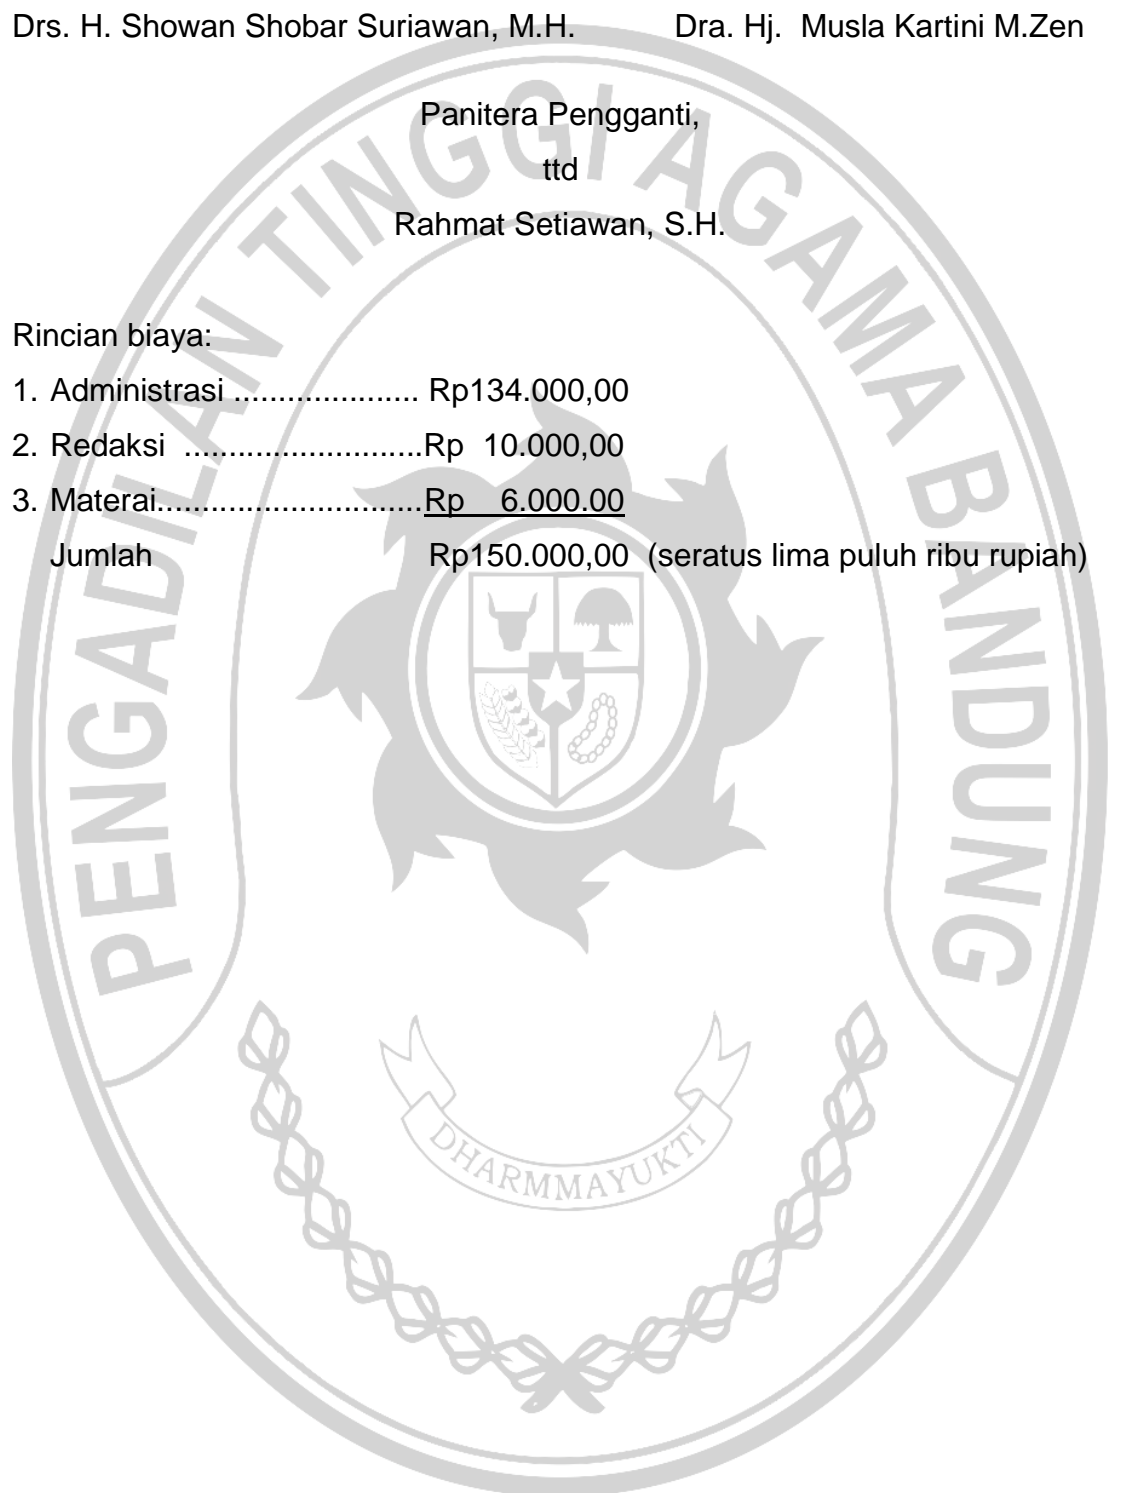 Drs. H. Showan Shobar Suriawan, M.H. Dra. Hj. Musla Kartini M.Zen
Panitera Pengganti,
ttd
Rahmat Setiawan, S.H.
Rincian biaya:
1. Administrasi ..................... Rp134.000,00
2. Redaksi ...........................Rp 10.000,00
3. Materai.............................Rp 6.000.00
Jumlah Rp150.000,00 (seratus lima puluh ribu rupiah)
PENGADILAN TINGGI AGAMA BANDUNG
DHARMMAYUKTI